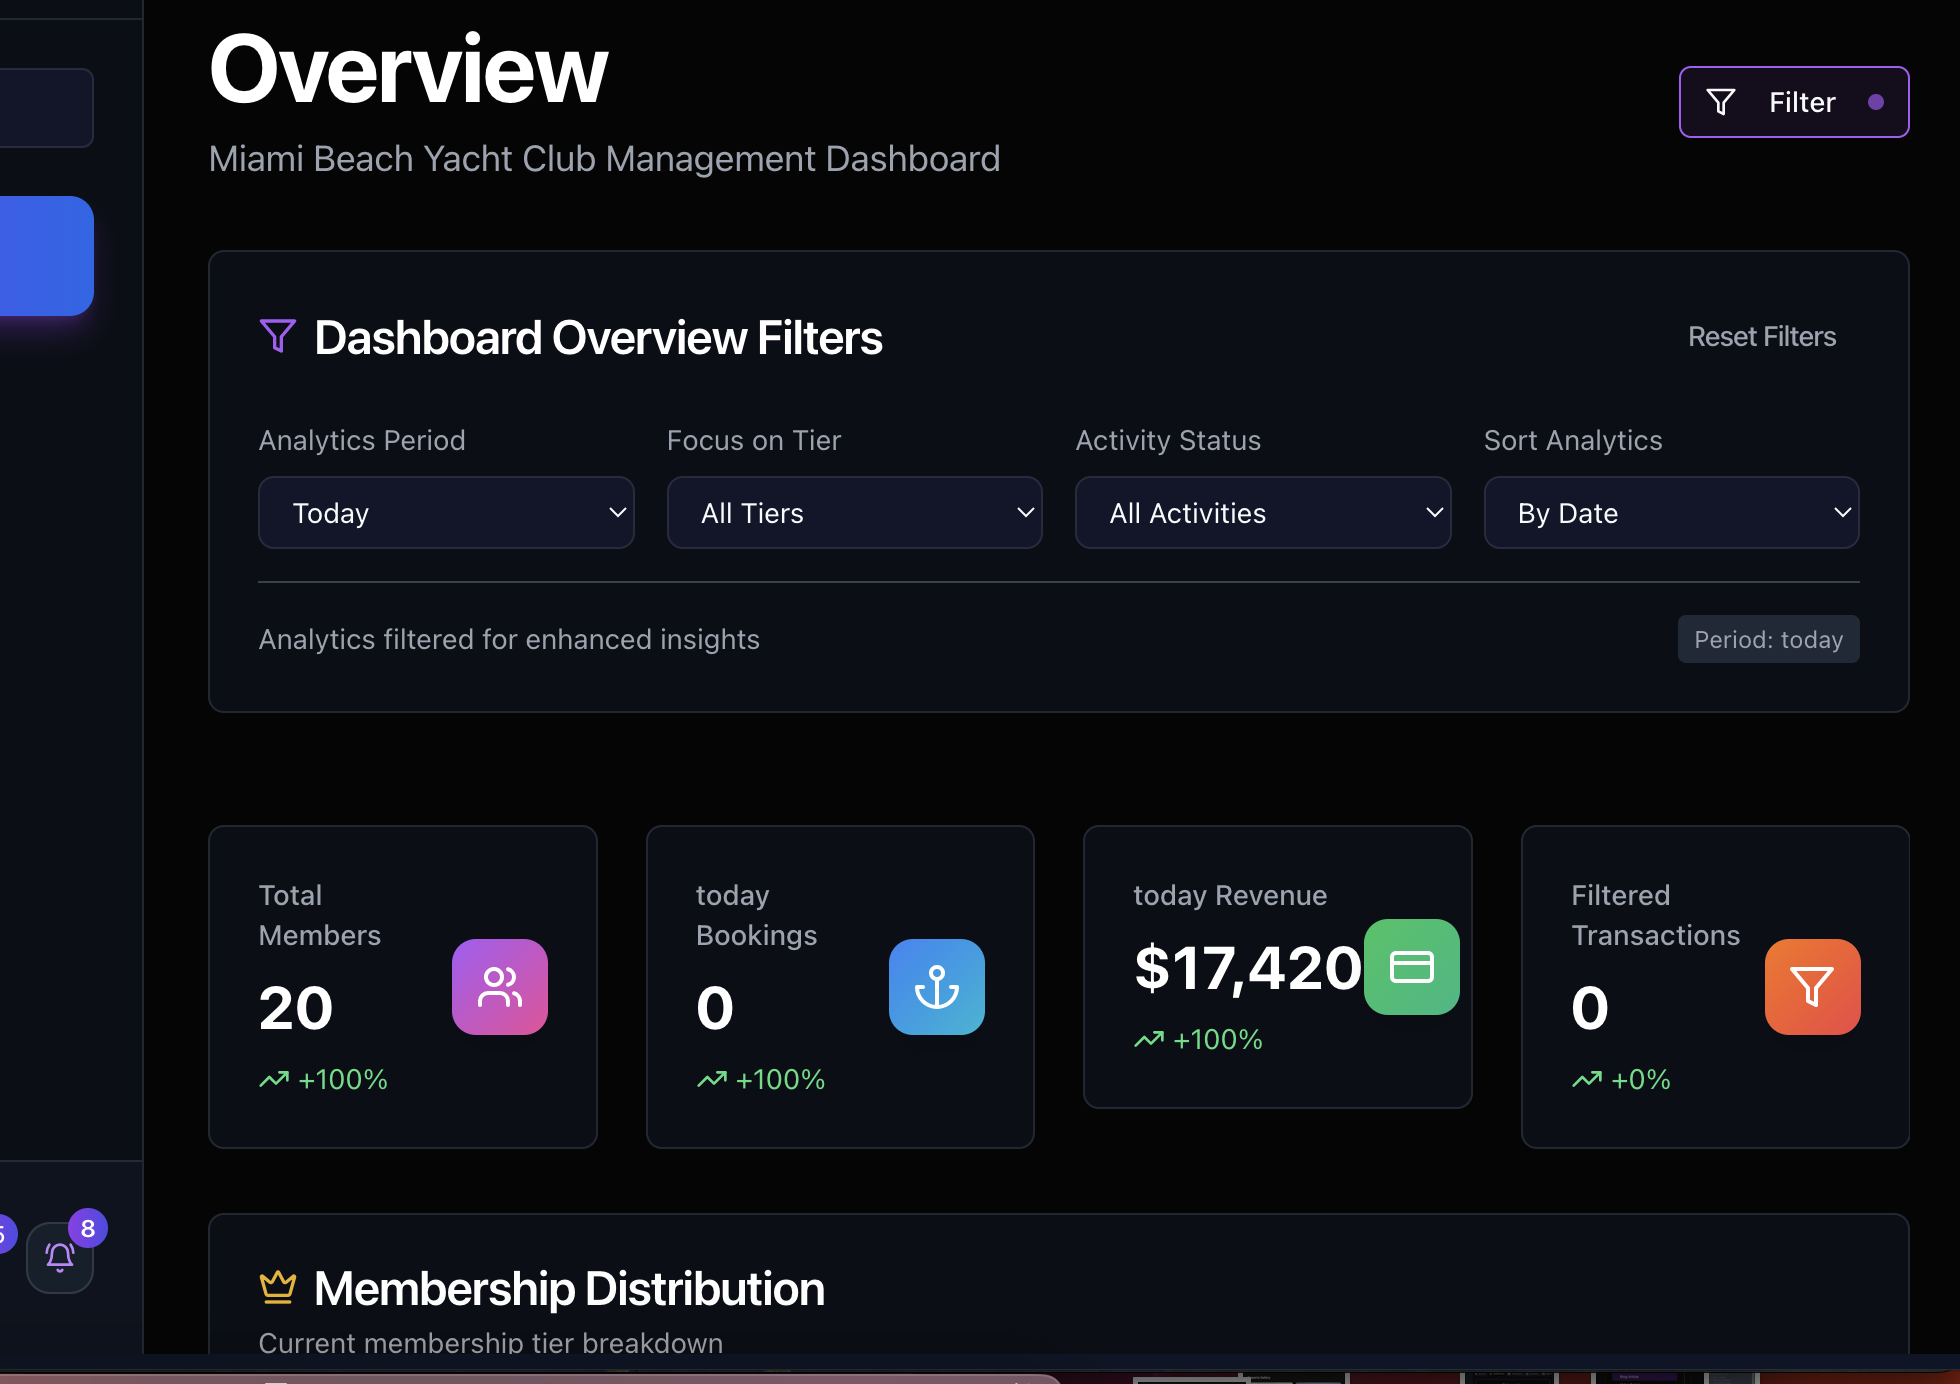 Overview
Miami Beach Yacht Club Management Dashboard
Filter
Dashboard Overview Filters
Reset Filters
Analytics Period
Focus on Tier
Activity Status
Sort Analytics
Today
All Tiers
All Activities
By Date
Analytics filtered for enhanced insights
Period: today
Total
Members
20
+100%
today
Bookings
0
+100%
today Revenue
$17,420
+100%
Filtered
Transactions
0
+0%
8
Membership Distribution
Current membership tier breakdown